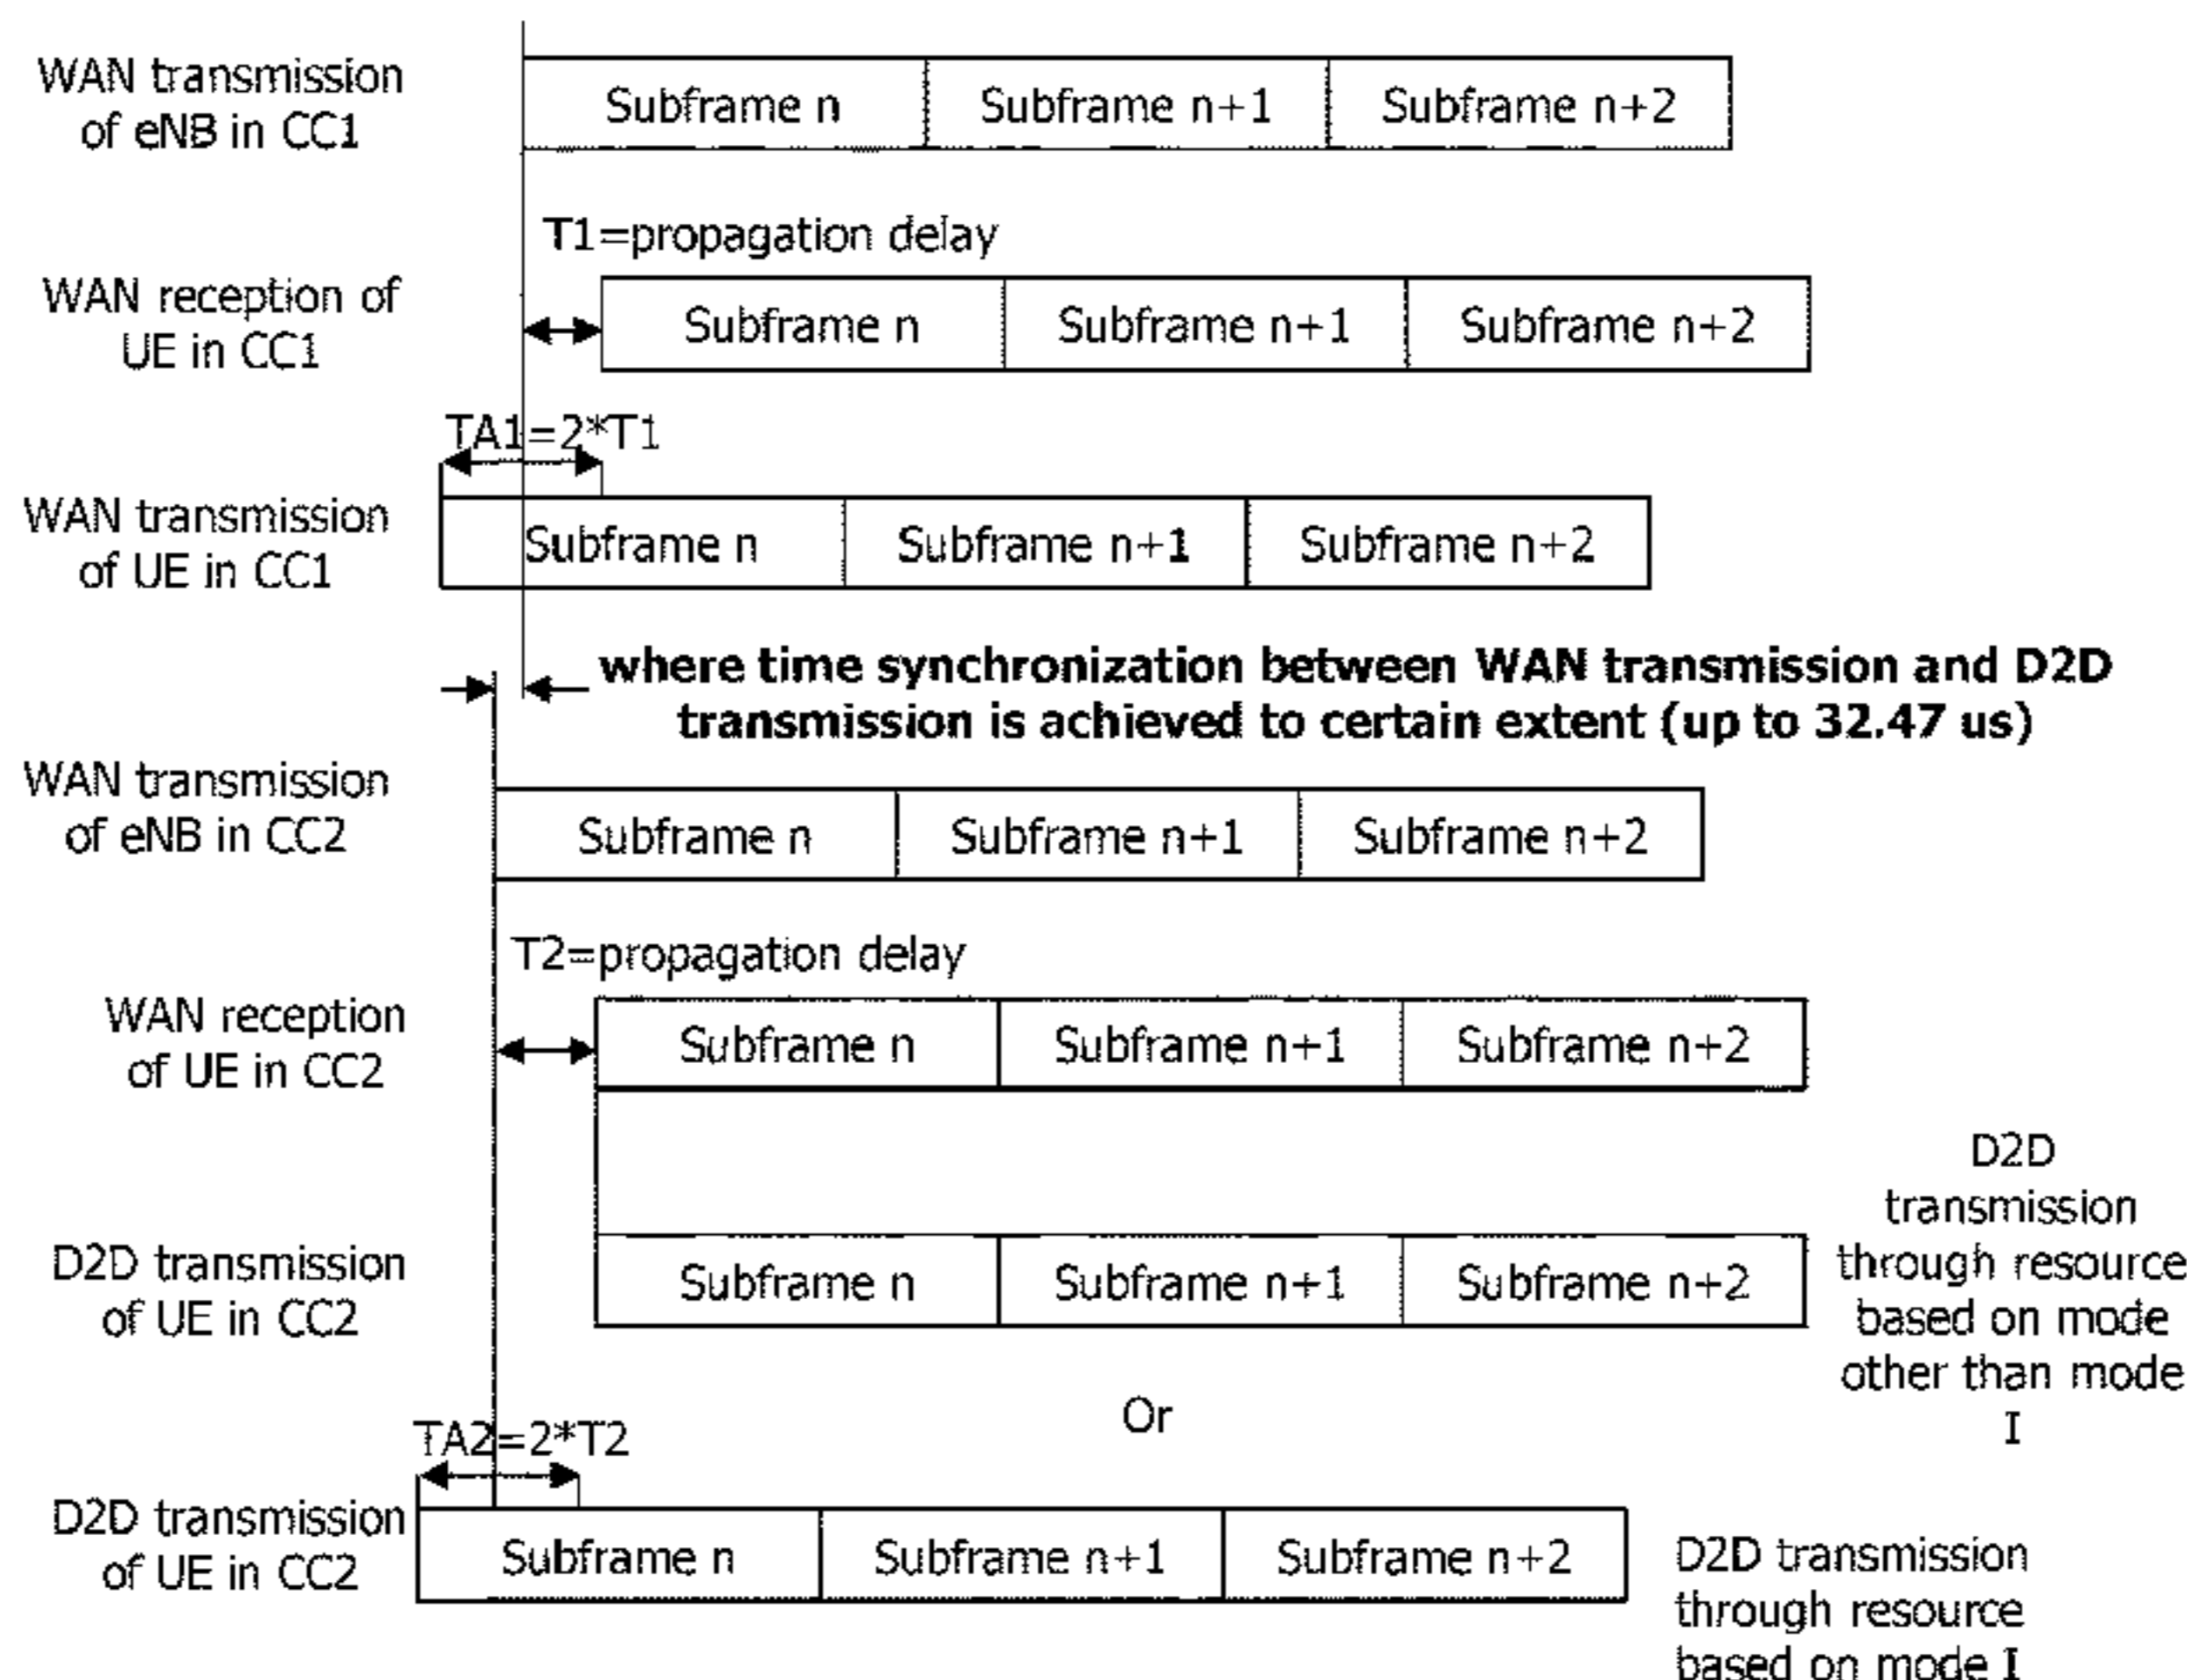 WAN transmission
of eNB in CC1
Subframe n
Subframe n+1
Subframe n+2
T1=propagation delay
WAN reception of
UE in CC1
Subframe n
Subframe n+1
Subframe n+2
TA1=2*T1
WAN transmission
of UE in CC1
Subframe n
Subframe n+1
Subframe n+2
where time synchronization between WAN transmission and D2D
transmission is achieved to certain extent (up to 32.47 us)
WAN transmission
of eNB in CC2
Subframe n
Subframe n+1
Subframe n+2
T2=propagation delay
WAN reception
of UE in CC2
Subframe n
Subframe n+1
Subframe n+2
D2D transmission
of UE in CC2
Subframe n
Subframe n+1
Subframe n+2
D2D
transmission
through resource
based on mode
other than mode
I
Or
TA2=2*T2
D2D transmission
of UE in CC2
Subframe n
Subframe n+1
Subframe n+2
D2D transmission
through resource
based on mode I